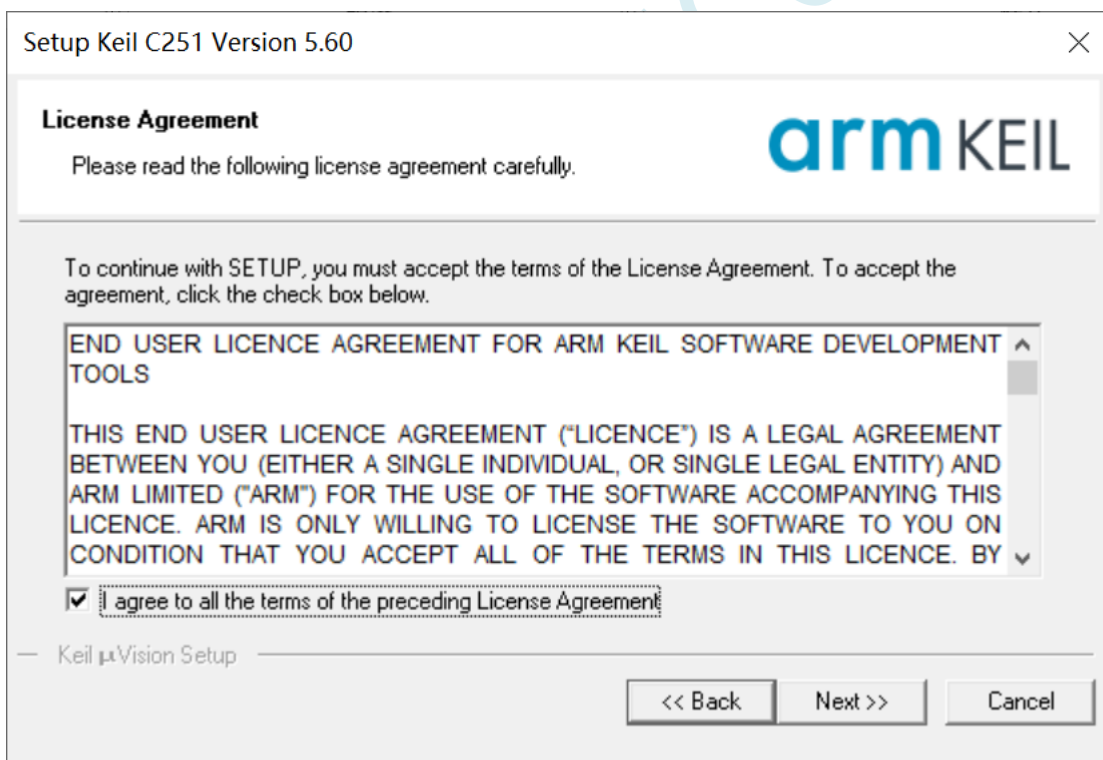 Setup Keil C251 Version 5.60
License Agreement
Please read the following license agreement carefully.
arm KEIL
To continue with SETUP, you must accept the terms of the License Agreement. To accept the
agreement, click the check box below.
END USER LICENCE AGREEMENT FOR ARM KEIL SOFTWARE DEVELOPMENT
TOOLS
THIS END USER LICENCE AGREEMENT (“LICENCE”) IS A LEGAL AGREEMENT
BETWEEN YOU (EITHER A SINGLE INDIVIDUAL, OR SINGLE LEGAL ENTITY) AND
ARM LIMITED ("ARM") FOR THE USE OF THE SOFTWARE ACCOMPANYING THIS
LICENCE. ARM IS ONLY WILLING TO LICENSE THE SOFTWARE TO YOU ON
CONDITION THAT YOU ACCEPT ALL OF THE TERMS IN THIS LICENCE. BY
I agree to all the terms of the preceding License Agreement
Keil µVision Setup
<< Back
Next >>
Cancel